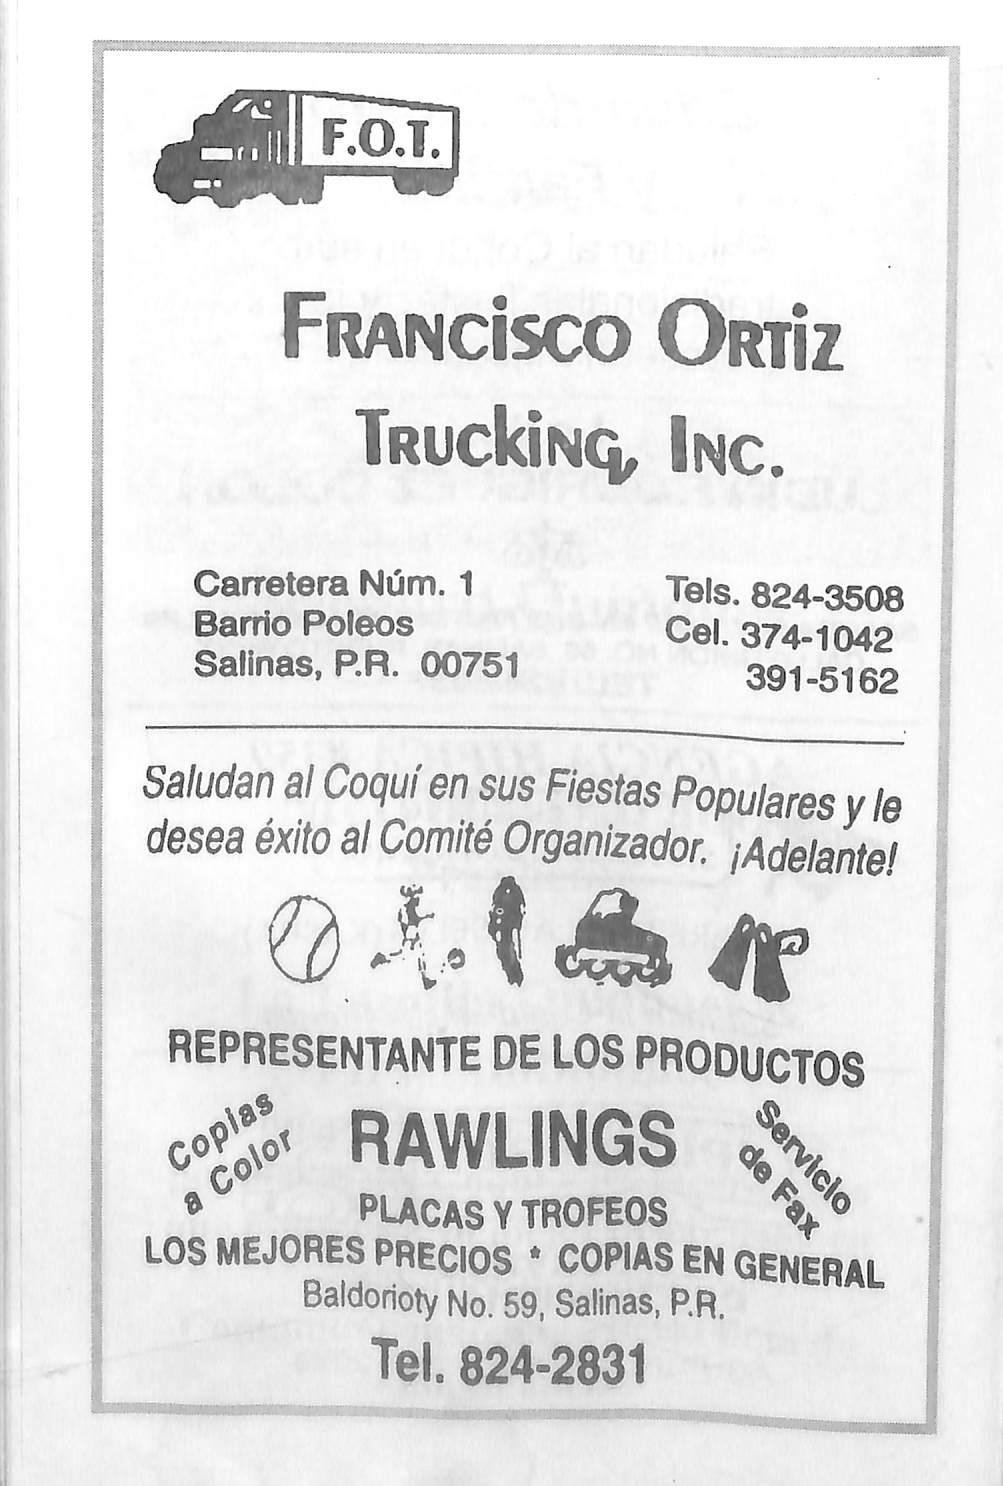 F.O.T.
Francisco Ortiz
Trucking, Inc.
Carretera Núm. 1
Barrio Poleos
Salinas, P.R. 00751
Tels. 824-3508
Cel. 374-1042
391-5162
Saludan al Coquí en sus Fiestas Populares y le
desea éxito al Comité Organizador. ¡Adelante!
REPRESENTANTE DE LOS PRODUCTOS
Copias
a Color
RAWLINGS
Servicio
de Fax
PLACAS Y TROFEOS
LOS MEJORES PRECIOS * COPIAS EN GENERAL
Baldorioty No. 59, Salinas, P.R.
Tel. 824-2831